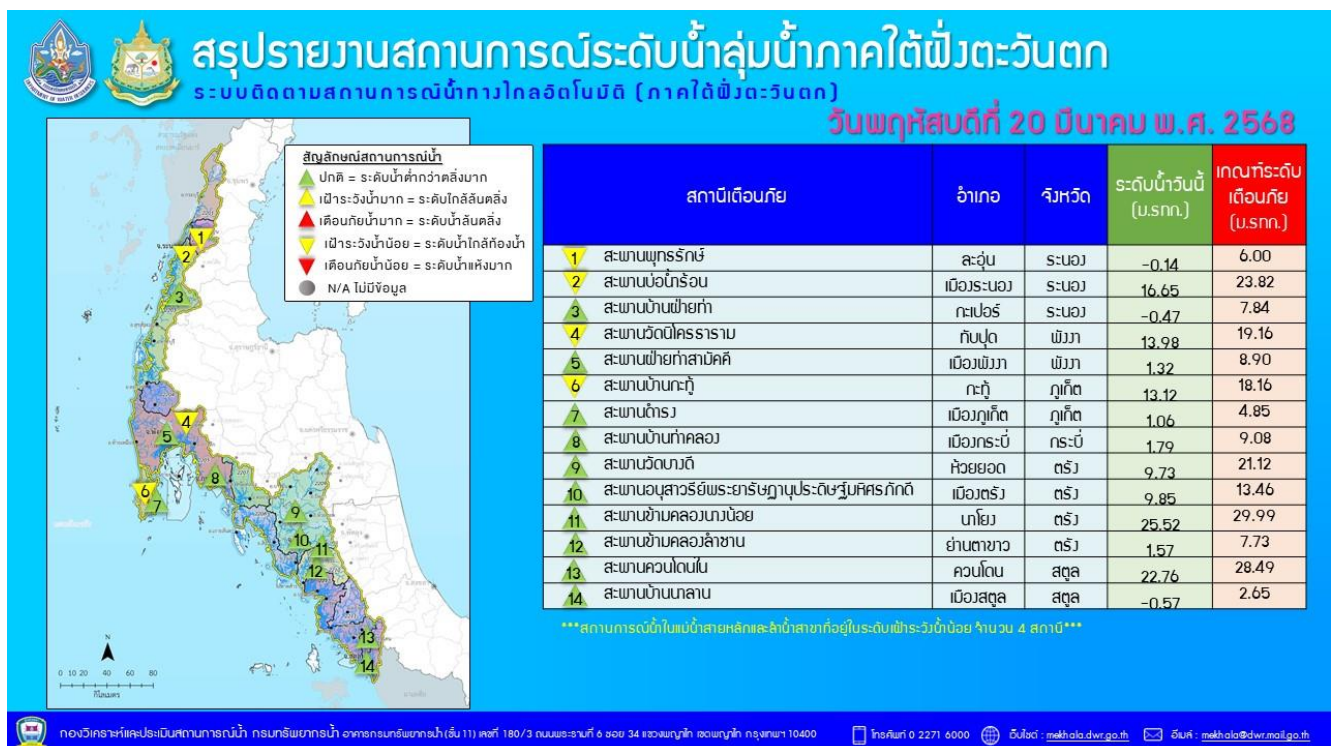 สรุปรายงานสถานการณ์ระดับน้ำลุ่มน้ำภาคใต้ฝั่งตะวันตก
ระบบติดตามสถานการณ์น้ำทางไกลอัตโนมัติ (ภาคใต้ฝั่งตะวันตก)
วันพฤหัสบดีที่ 20 มีนาคม พ.ศ. 2568
สัญลักษณ์สถานการณ์น้ำ
ปกติ = ระดับน้ำต่ำกว่าตลิ่งมาก
เฝ้าระวังน้ำมาก = ระดับใกล้ล้นตลิ่ง
เตือนภัยน้ำมาก = ระดับน้ำล้นตลิ่ง
เฝ้าระวังน้ำน้อย = ระดับน้ำใกล้ท้องน้ำ
เตือนภัยน้ำน้อย = ระดับน้ำแห้งมาก
N/A ไม่มีข้อมูล
1
2
3
4
5
6
7
8
9
10
11
12
13
14
N
0 10 20 40 60 80
กิโลเมตร
สถานีเตือนภัย อำเภอ จังหวัด ระดับน้ำวันนี้ (ม.รทก.) เกณฑ์ระดับเตือนภัย (ม.รทก.)
1 สะพานพุทธรักษ์ ละอุ่น ระนอง -0.14 6.00
2 สะพานบ่อน้ำร้อน เมืองระนอง ระนอง 16.65 23.82
3 สะพานบ้านฝ่ายท่า กะเปอร์ ระนอง -0.47 7.84
4 สะพานวัดนิโครธาราม ทับปุด พังงา 13.98 19.16
5 สะพานฝ่ายท่าสามัคคี เมืองพังงา พังงา 1.32 8.90
6 สะพานบ้านกะทู้ กะทู้ ภูเก็ต 13.12 18.16
7 สะพานดำรง เมืองภูเก็ต ภูเก็ต 1.06 4.85
8 สะพานบ้านท่าคลอง เมืองกระบี่ กระบี่ 1.79 9.08
9 สะพานวัดบางดี ห้วยยอด ตรัง 9.73 21.12
10 สะพานอนุสาวรีย์พระยารัษฎานุประดิษฐ์มหิศรภักดี เมืองตรัง ตรัง 9.85 13.46
11 สะพานข้ามคลองนางน้อย นาโยง ตรัง 25.52 29.99
12 สะพานข้ามคลองลำชาน ย่านตาขาว ตรัง 1.57 7.73
13 สะพานควนโดนใน ควนโดน สตูล 22.76 28.49
14 สะพานบ้านนาลาน เมืองสตูล สตูล -0.57 2.65
***สถานการณ์น้ำในแม่น้ำสายหลักและลำน้ำสาขาที่อยู่ในระดับเฝ้าระวังน้ำน้อย จำนวน 4 สถานี***
กองวิเคราะห์และประเมินสถานการณ์น้ำ กรมทรัพยากรน้ำ อาคารกรมทรัพยากรน้ำ (ชั้น 11) เลขที่ 180/3 ถนนพระรามที่ 6 ซอย 34 แขวงพญาไท เขตพญาไท กรุงเทพฯ 10400 โทรศัพท์ 0 2271 6000 เว็บไซต์ : mekhala.dwr.go.th อีเมล์ : mekhala@dwr.mail.go.th